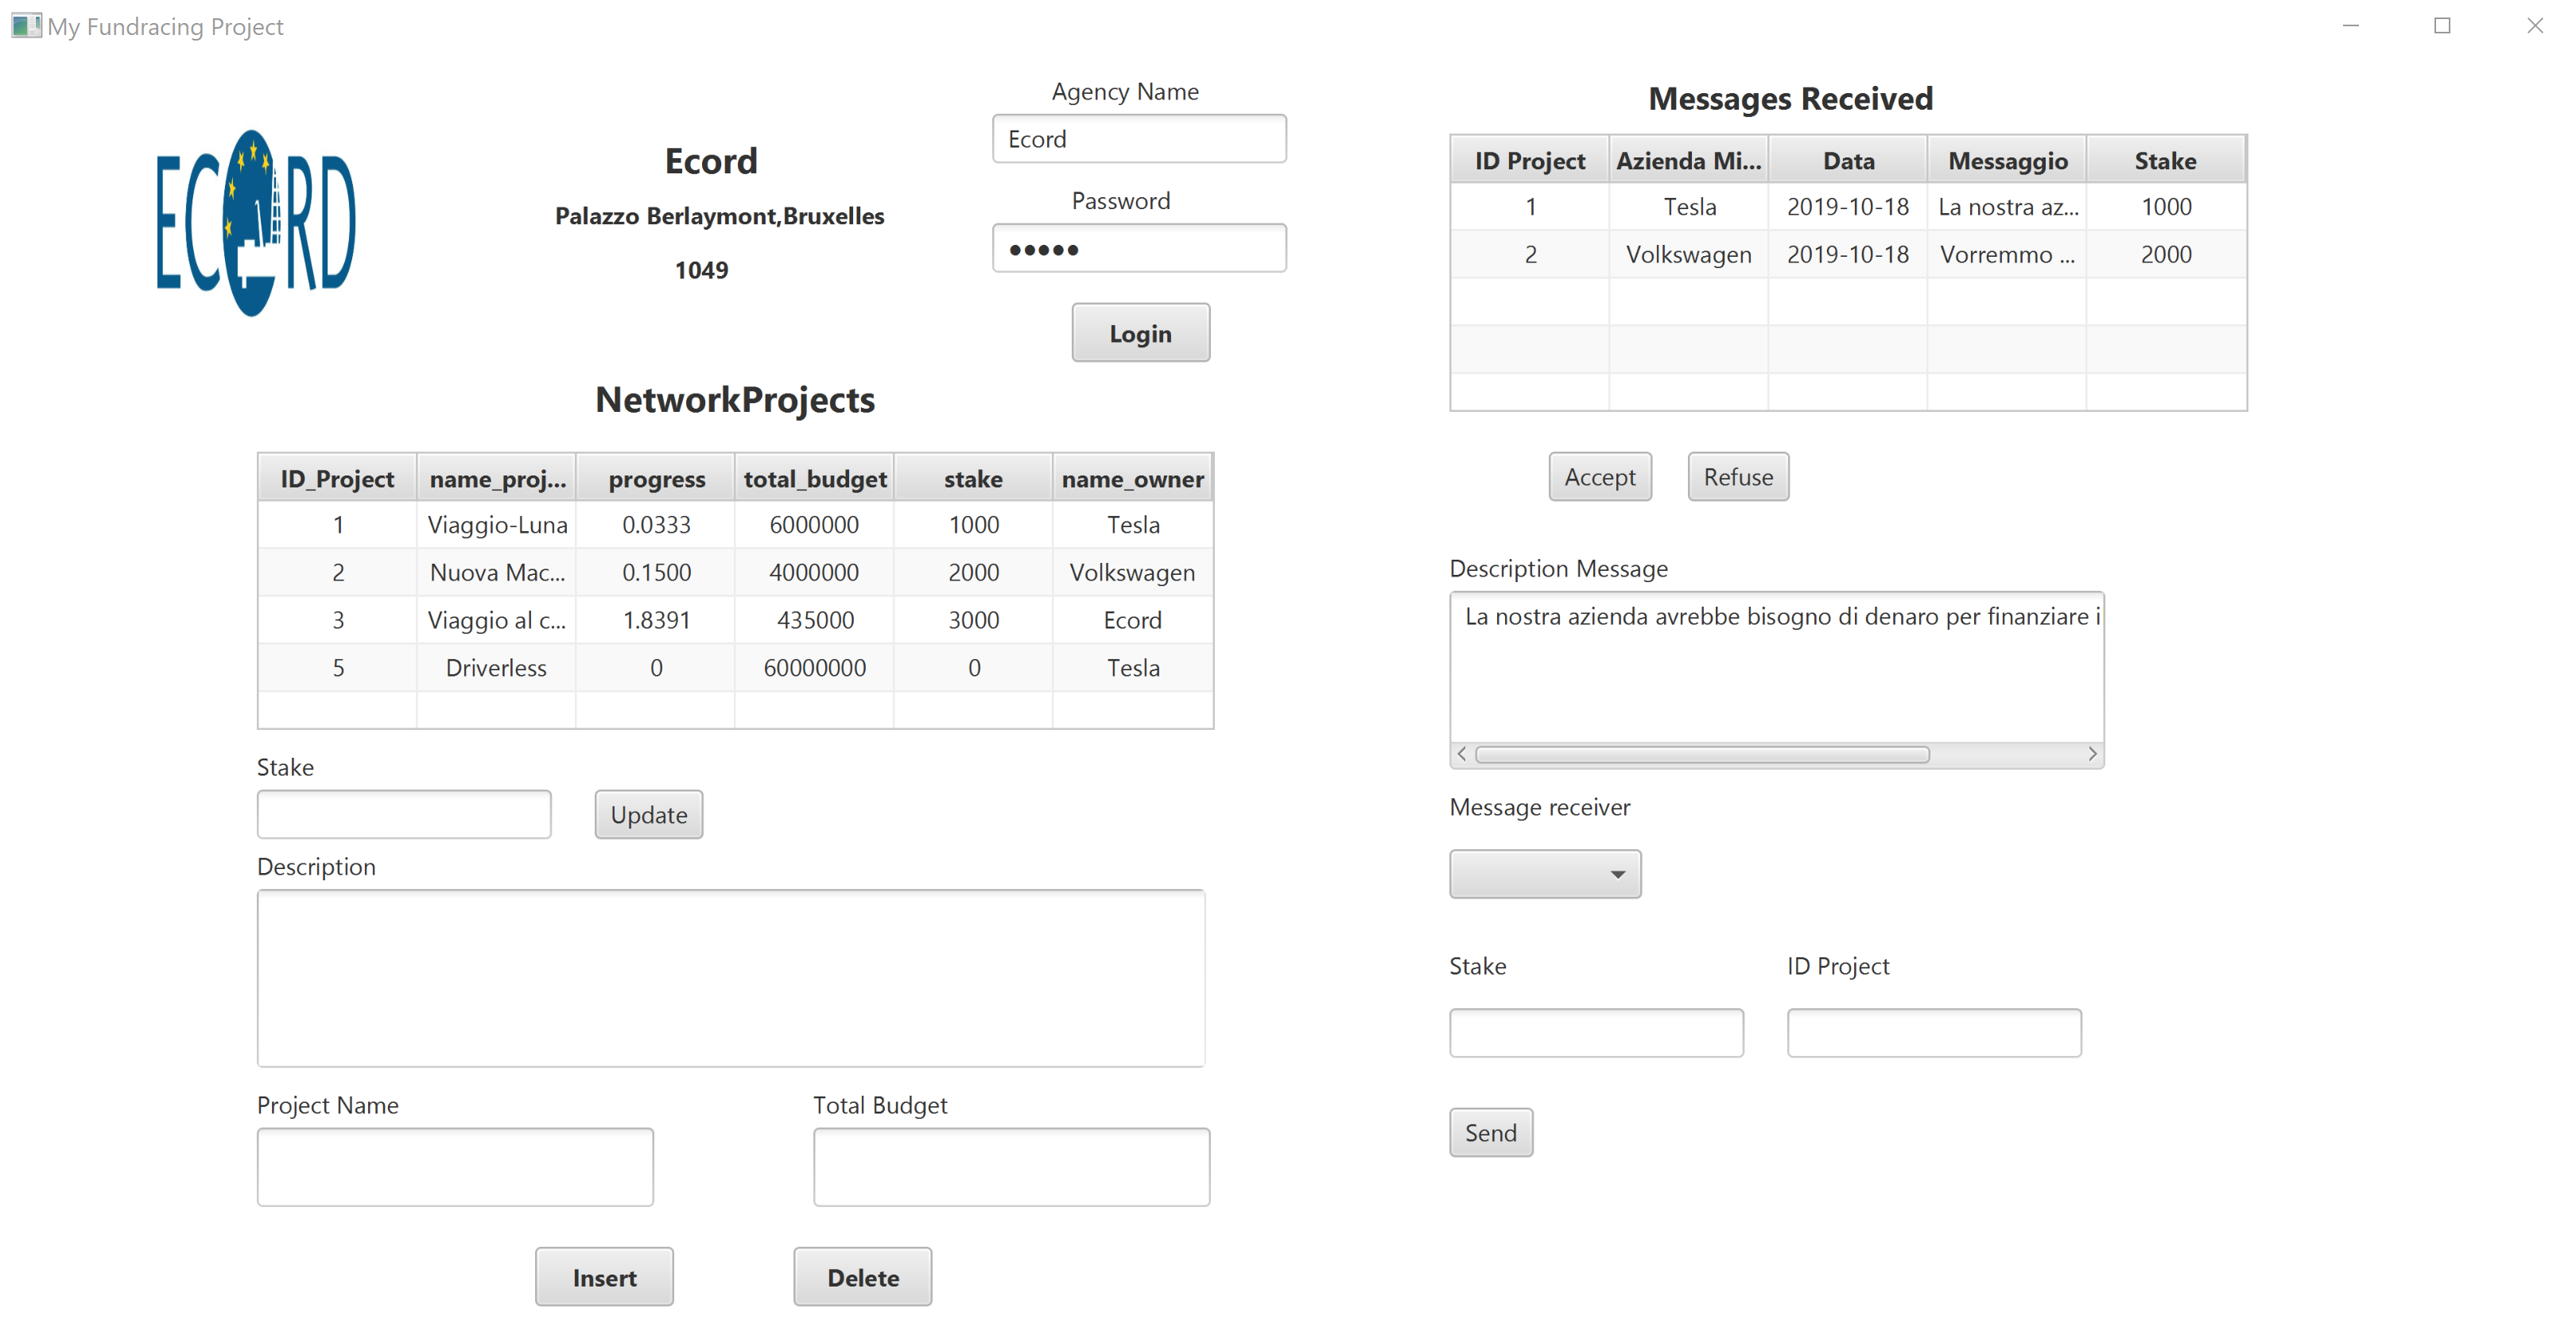 My Fundracing Project
ECORD
Ecord
Palazzo Berlaymont,Bruxelles
1049
Agency Name
Ecord
Password
●●●●●
Login
NetworkProjects
ID_Project name_proj... progress total_budget stake name_owner
1 Viaggio-Luna 0.0333 6000000 1000 Tesla
2 Nuova Mac... 0.1500 4000000 2000 Volkswagen
3 Viaggio al c... 1.8391 435000 3000 Ecord
5 Driverless 0 60000000 0 Tesla
Stake
Update
Description
Project Name Total Budget
Insert Delete
Messages Received
ID Project Azienda Mi... Data Messaggio Stake
1 Tesla 2019-10-18 La nostra az... 1000
2 Volkswagen 2019-10-18 Vorremmo ... 2000
Accept Refuse
Description Message
La nostra azienda avrebbe bisogno di denaro per finanziare i
Message receiver
Stake ID Project
Send